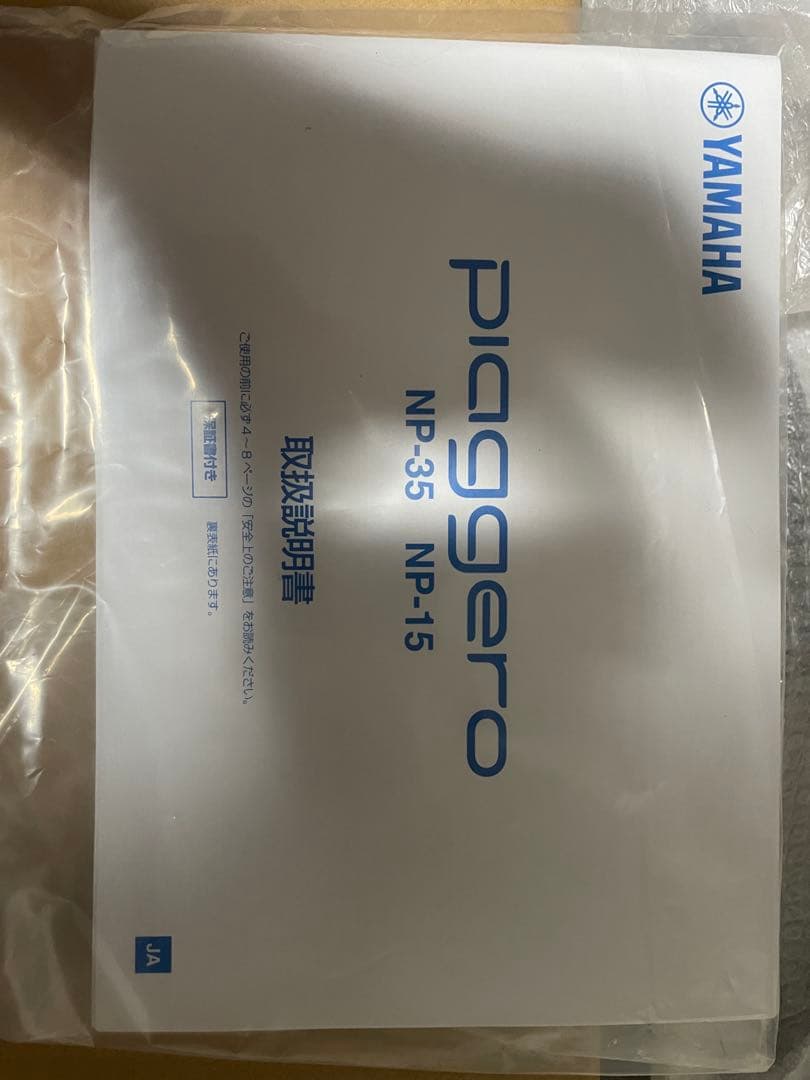 YAMAHA
piaggero
NP-35 NP-15
取扱説明書
ご使用の前に必ず4～8ページの「安全上のご注意」をお読みください。
保証書付き 裏表紙にあります。
JA